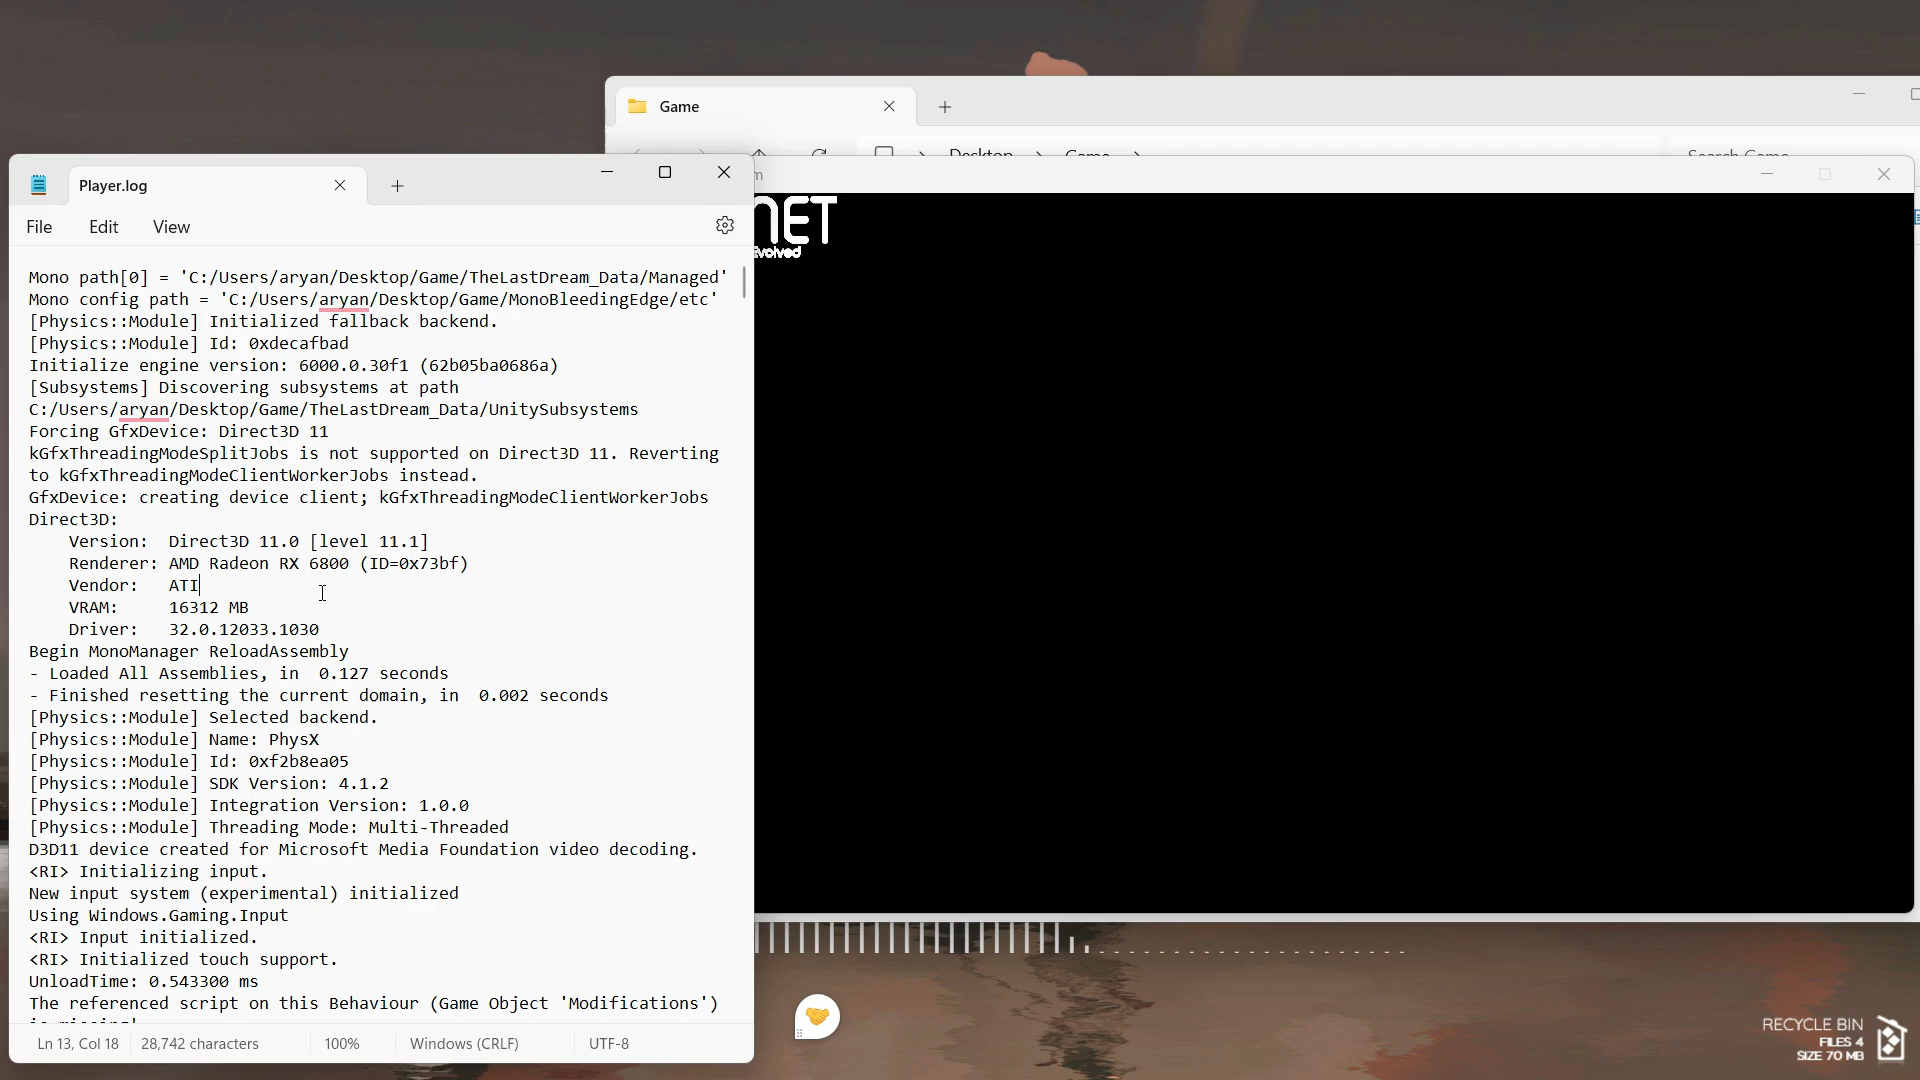 Game
Desktop
Game
Search Game
Player.log
m
File
Edit
View
NET
Evolved
Mono path[0] = 'C:/Users/aryan/Desktop/Game/TheLastDream_Data/Managed'
Mono config path = 'C:/Users/aryan/Desktop/Game/MonoBleedingEdge/etc'
[Physics::Module] Initialized fallback backend.
[Physics::Module] Id: 0xdecafbad
Initialize engine version: 6000.0.30f1 (62b05ba0686a)
[Subsystems] Discovering subsystems at path
C:/Users/aryan/Desktop/Game/TheLastDream_Data/UnitySubsystems
Forcing GfxDevice: Direct3D 11
kGfxThreadingModeSplitJobs is not supported on Direct3D 11. Reverting
to kGfxThreadingModeClientWorkerJobs instead.
GfxDevice: creating device client; kGfxThreadingModeClientWorkerJobs
Direct3D:
Version: Direct3D 11.0 [level 11.1]
Renderer: AMD Radeon RX 6800 (ID=0x73bf)
Vendor: ATI
VRAM: 16312 MB
Driver: 32.0.12033.1030
Begin MonoManager ReloadAssembly
- Loaded All Assemblies, in 0.127 seconds
- Finished resetting the current domain, in 0.002 seconds
[Physics::Module] Selected backend.
[Physics::Module] Name: PhysX
[Physics::Module] Id: 0xf2b8ea05
[Physics::Module] SDK Version: 4.1.2
[Physics::Module] Integration Version: 1.0.0
[Physics::Module] Threading Mode: Multi-Threaded
D3D11 device created for Microsoft Media Foundation video decoding.
<RI> Initializing input.
New input system (experimental) initialized
Using Windows.Gaming.Input
<RI> Input initialized.
<RI> Initialized touch support.
UnloadTime: 0.543300 ms
The referenced script on this Behaviour (Game Object 'Modifications')
is missing!
Ln 13, Col 18
28,742 characters
100%
Windows (CRLF)
UTF-8
RECYCLE BIN
FILES 4
SIZE 70 MB